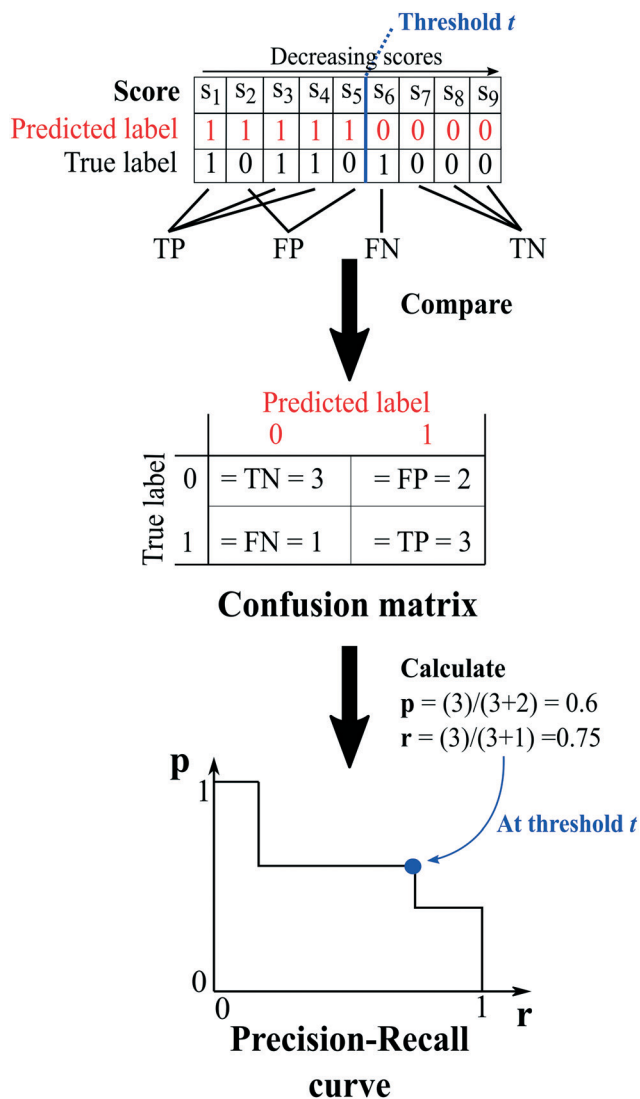 Threshold t
Decreasing scores
Score s1 s2 s3 s4 s5 s6 s7 s8 s9
Predicted label 1 1 1 1 1 0 0 0 0
True label 1 0 1 1 0 1 0 0 0
TP FP FN TN
Compare
Predicted label
0 1
True label
0 = TN = 3 = FP = 2
1 = FN = 1 = TP = 3
Confusion matrix
Calculate
p = (3)/(3+2) = 0.6
r = (3)/(3+1) =0.75
p
1
At threshold t
0
0 1 r
Precision-Recall
curve